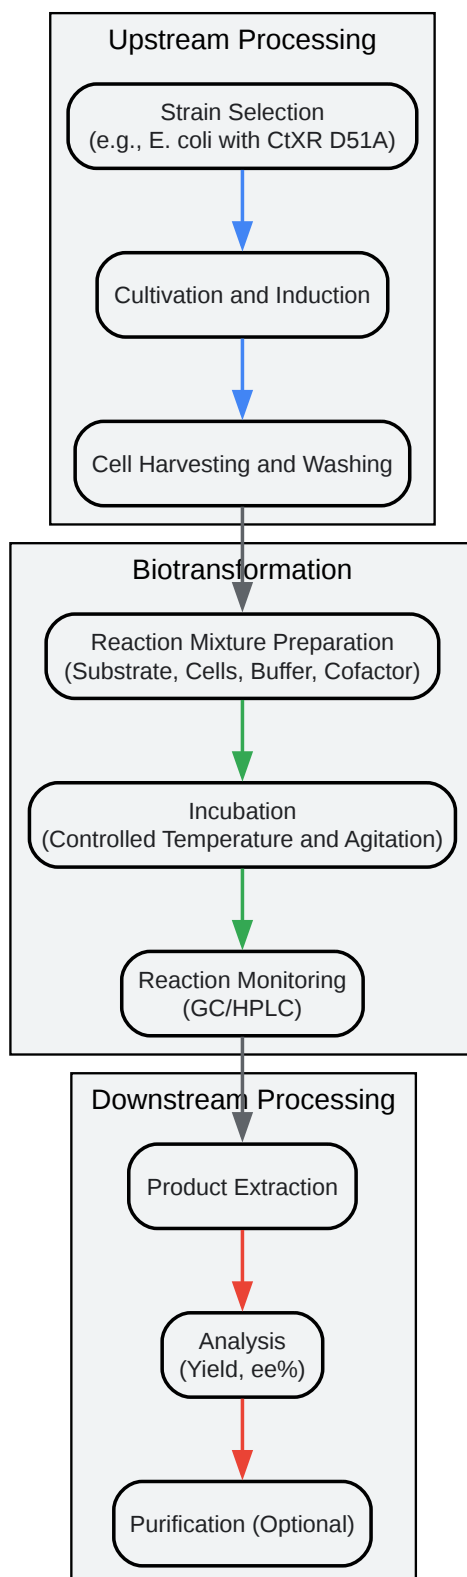 Upstream Processing
Strain Selection
(e.g., E. coli with CtXR D51A)
Cultivation and Induction
Cell Harvesting and Washing
Biotransformation
Reaction Mixture Preparation
(Substrate, Cells, Buffer, Cofactor)
Incubation
(Controlled Temperature and Agitation)
Reaction Monitoring
(GC/HPLC)
Downstream Processing
Product Extraction
Analysis
(Yield, ee%)
Purification (Optional)